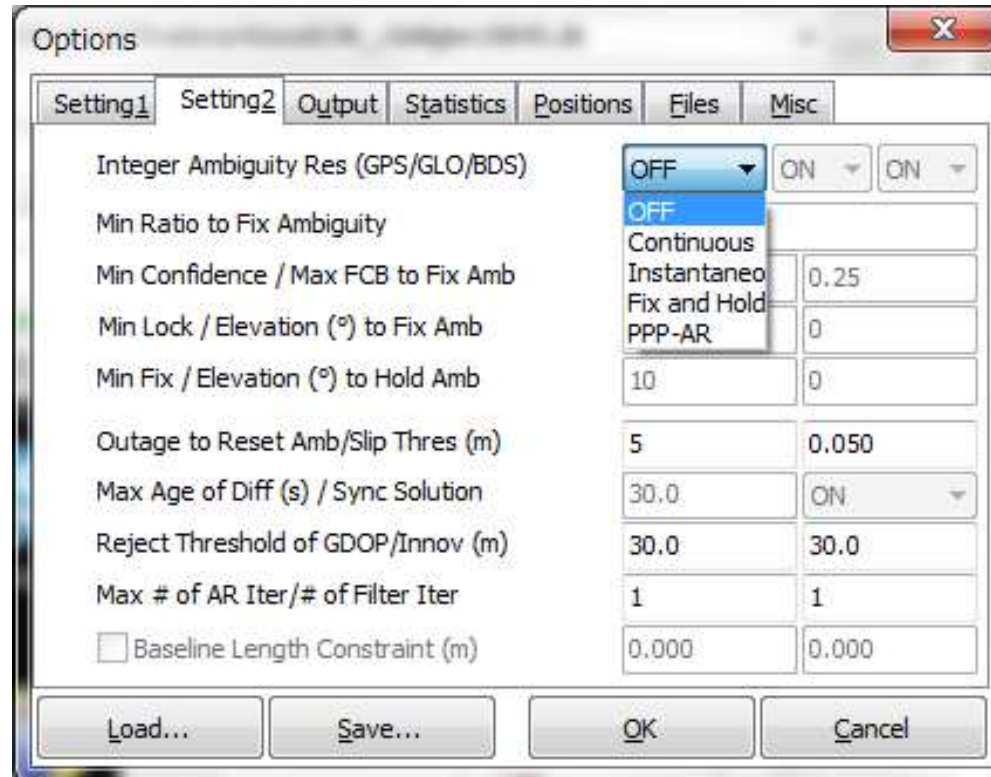 Options
Setting1 Setting2 Output Statistics Positions Files Misc
Integer Ambiguity Res (GPS/GLO/BDS) OFF ON ON
OFF
Continuous
Instantaneo
Fix and Hold
PPP-AR
Min Ratio to Fix Ambiguity
Min Confidence / Max FCB to Fix Amb 0.25
Min Lock / Elevation (°) to Fix Amb 0
Min Fix / Elevation (°) to Hold Amb 10 0
Outage to Reset Amb/Slip Thres (m) 5 0.050
Max Age of Diff (s) / Sync Solution 30.0 ON
Reject Threshold of GDOP/Innov (m) 30.0 30.0
Max # of AR Iter/# of Filter Iter 1 1
Baseline Length Constraint (m) 0.000 0.000
Load... Save... OK Cancel